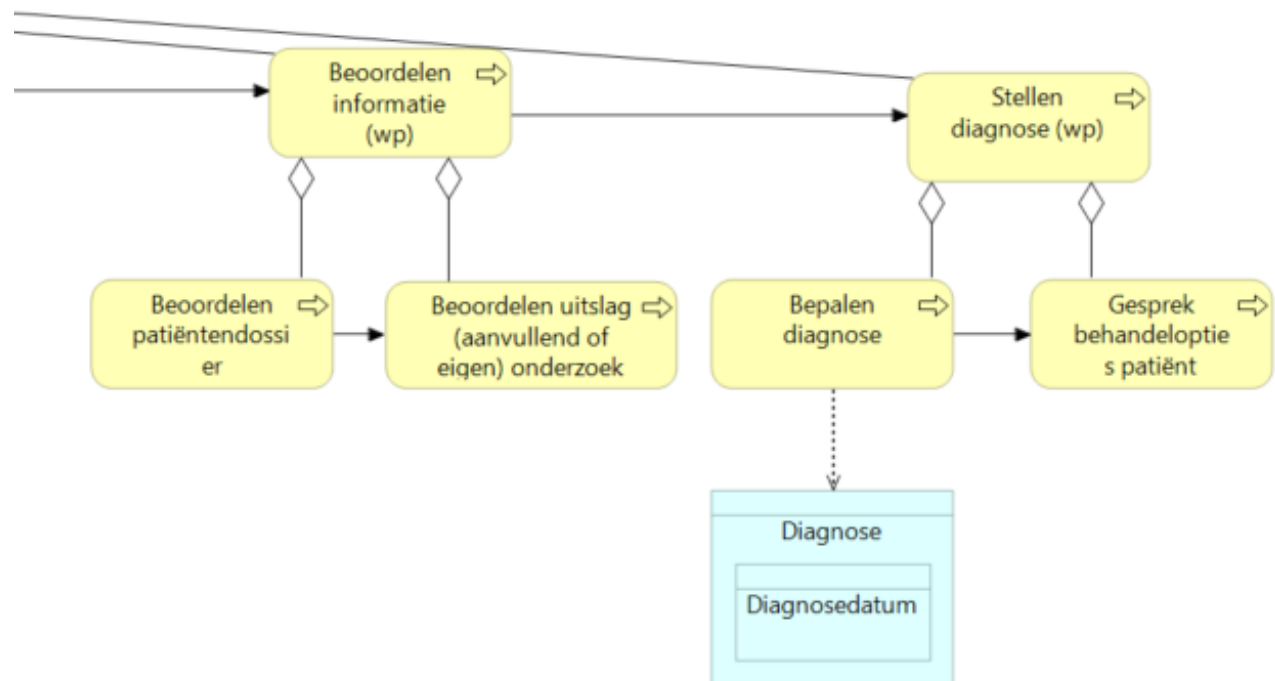 Beoordelen
informatie
(wp)
Stellen
diagnose (wp)
Beoordelen
patiëntendossi
er
Beoordelen uitslag
(aanvullend of
eigen) onderzoek
Bepalen
diagnose
Gesprek
behandeloptie
s patiënt
Diagnose
Diagnosedatum